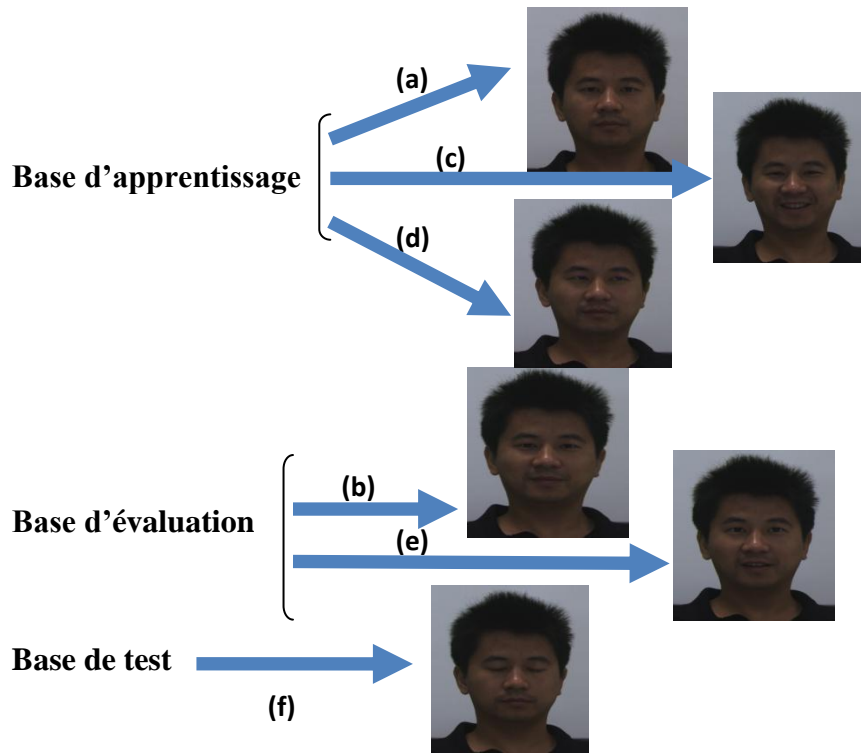 (a)
(c)
Base d’apprentissage
(d)
(b)
Base d’évaluation
(e)
Base de test
(f)